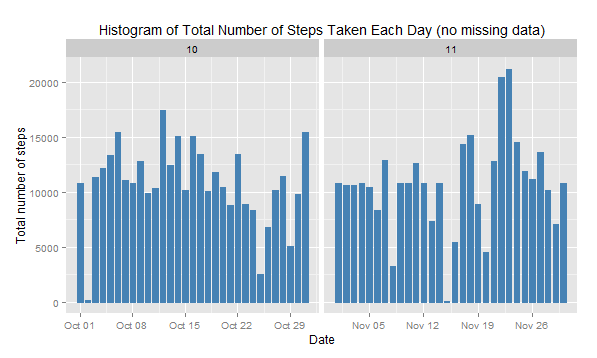 Histogram of Total Number of Steps Taken Each Day (no missing data)
10
11
20000
15000
10000
5000
0
Total number of steps
Oct 01
Oct 08
Oct 15
Oct 22
Oct 29
Nov 05
Nov 12
Nov 19
Nov 26
Date